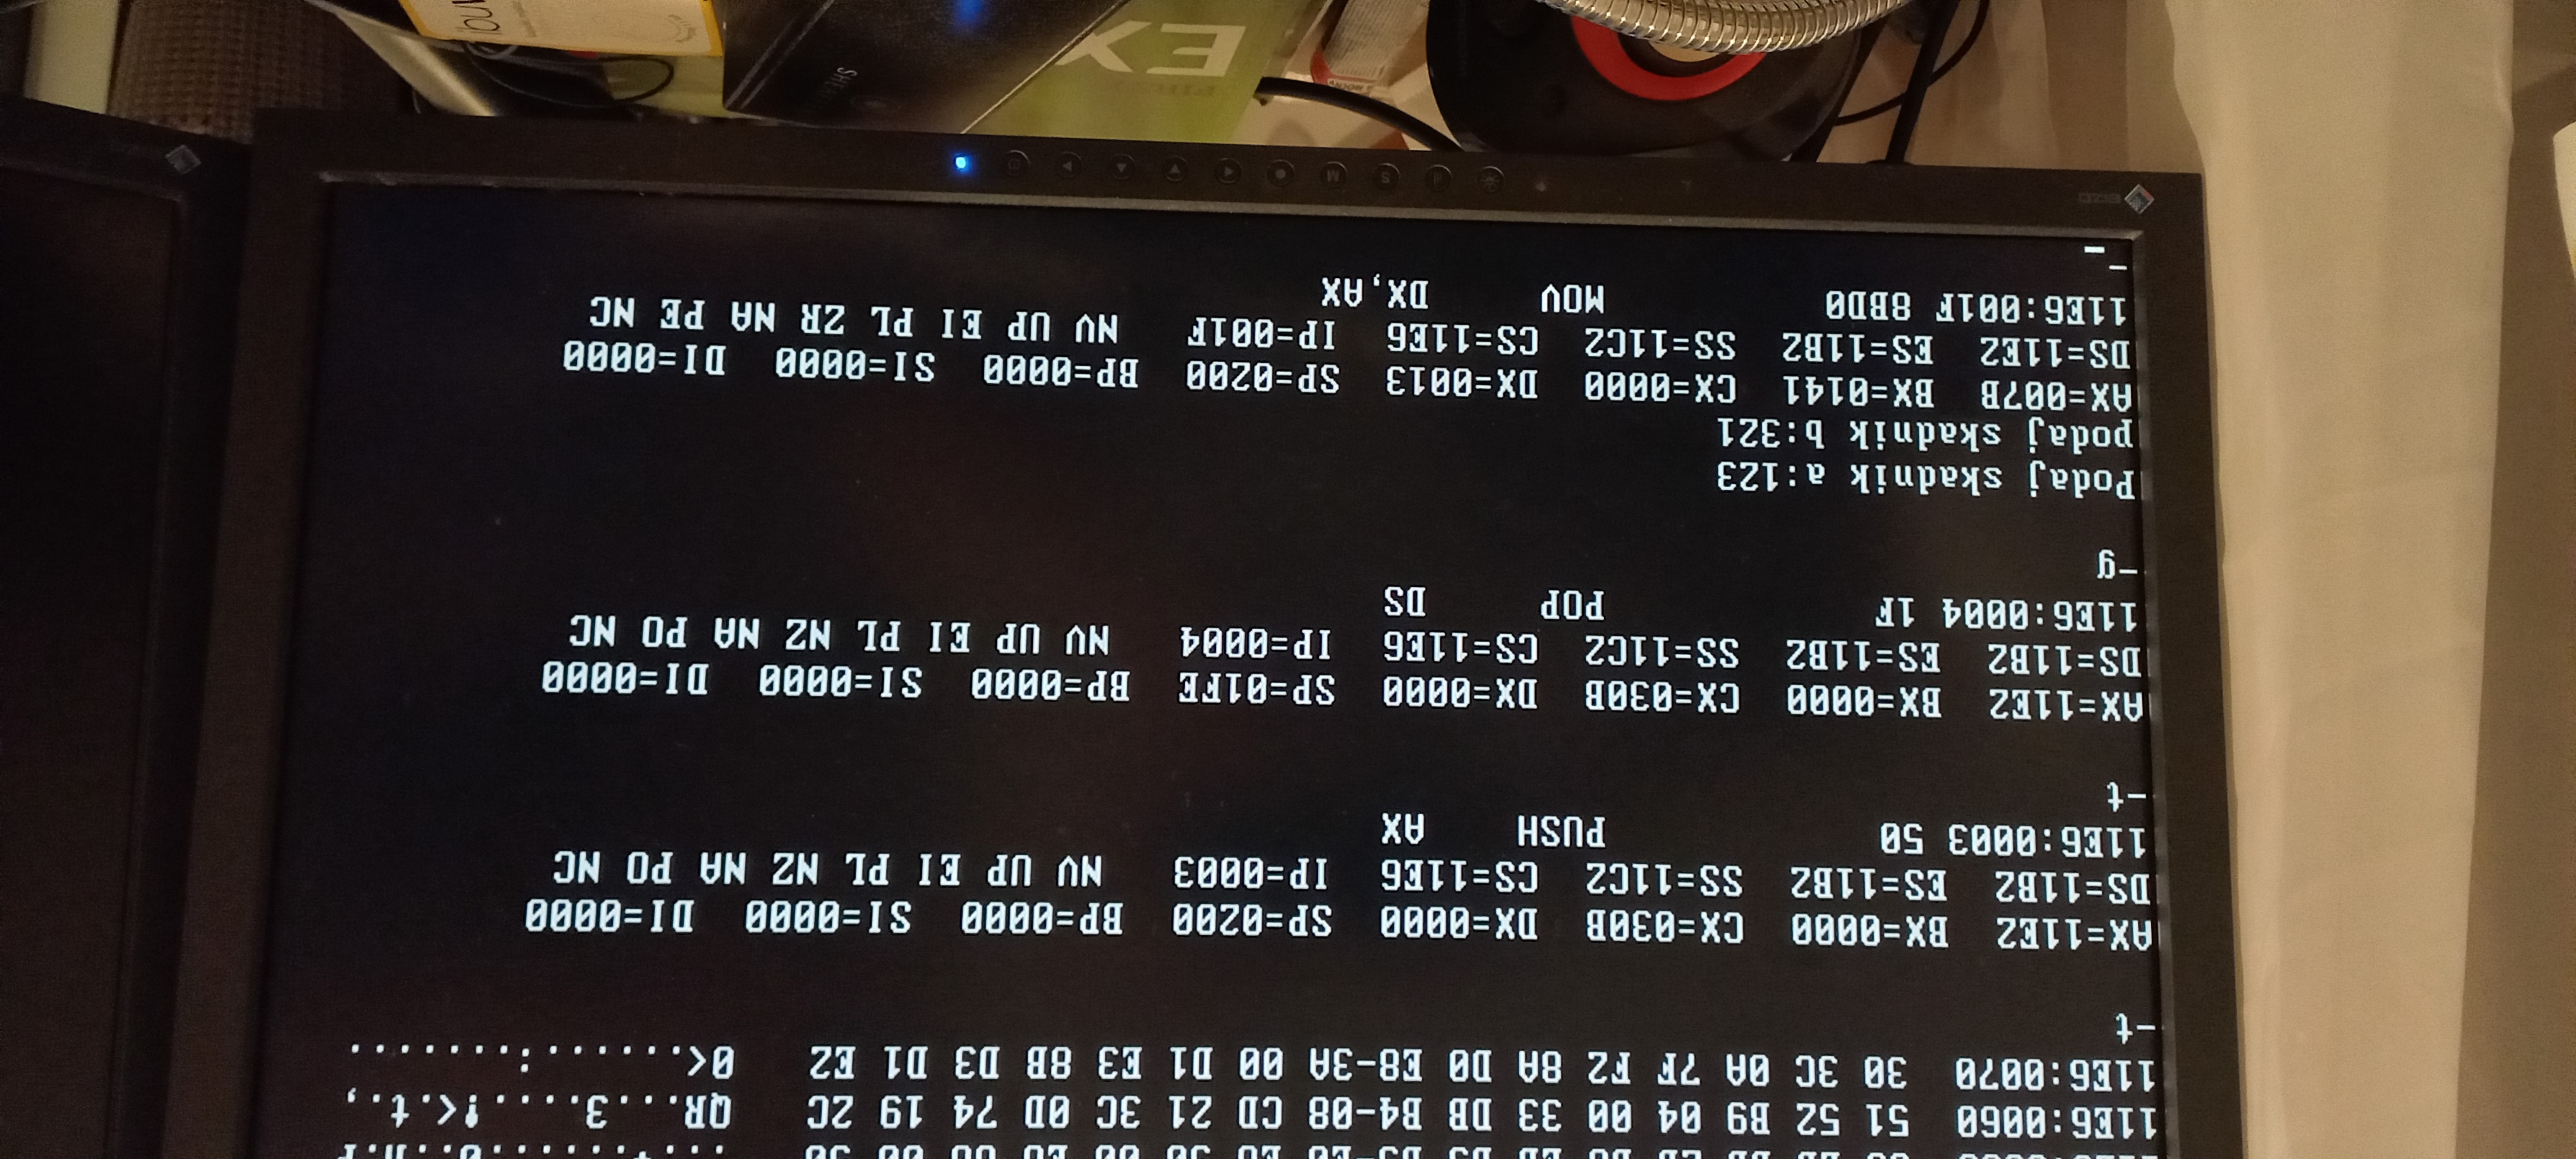 11E6:0060  51 52 B9 04 00 33 DB B4-08 CD 21 3C 0D 74 19 2C   QR...3....!<.t.,
11E6:0070  30 3C 0A 7F F2 8A D0 E8-3A 00 D1 E3 8B D3 D1 E2   0<......:.......
-t
AX=11E2  BX=0000  CX=030B  DX=0000  SP=0200  BP=0000  SI=0000  DI=0000
DS=11B2  ES=11B2  SS=11C2  CS=11E6  IP=0003   NV UP EI PL NZ NA PO NC
11E6:0003 50            PUSH    AX
-t
AX=11E2  BX=0000  CX=030B  DX=0000  SP=01FE  BP=0000  SI=0000  DI=0000
DS=11B2  ES=11B2  SS=11C2  CS=11E6  IP=0004   NV UP EI PL NZ NA PO NC
11E6:0004 1F            POP     DS
-g
Podaj skadnik a:123
podaj skadnik b:321
AX=007B  BX=0141  CX=0000  DX=0013  SP=0200  BP=0000  SI=0000  DI=0000
DS=11E2  ES=11B2  SS=11C2  CS=11E6  IP=001F   NV UP EI PL ZR NA PE NC
11E6:001F 8BD0          MOV     DX,AX
-_
EIZO
S M
EX